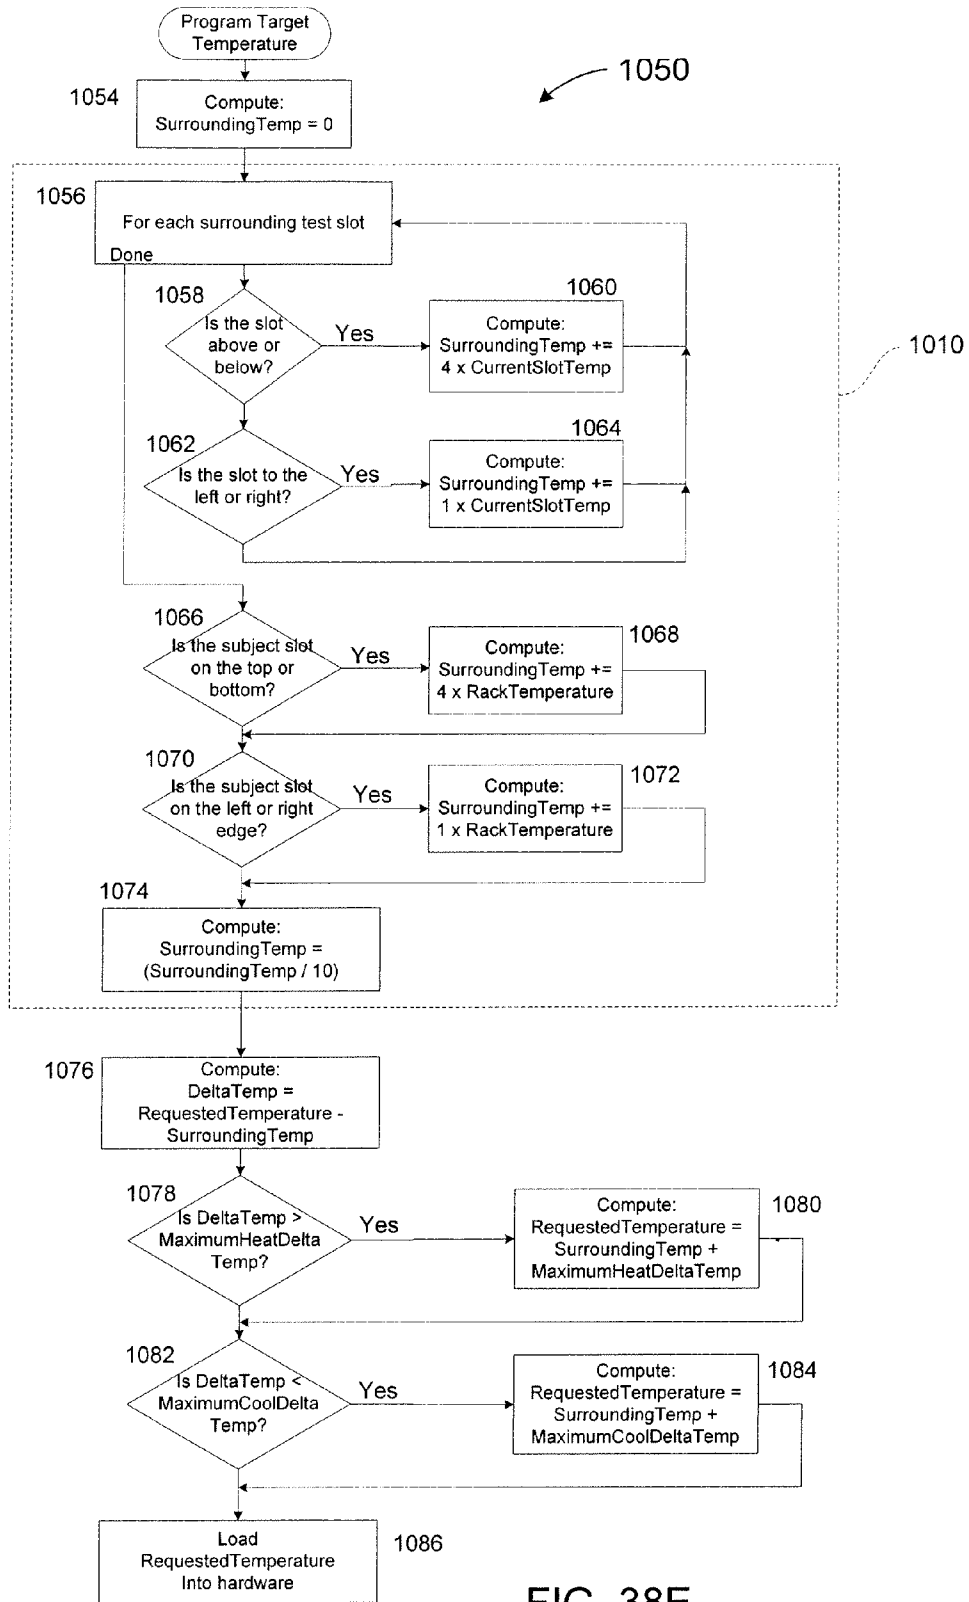 Program Target
Temperature
1050
1054
Compute:
SurroundingTemp = 0
1056
For each surrounding test slot
Done
1058
Is the slot
above or
below?
Yes
1060
Compute:
SurroundingTemp +=
4 x CurrentSlotTemp
1010
1062
Is the slot to the
left or right?
Yes
1064
Compute:
SurroundingTemp +=
1 x CurrentSlotTemp
1066
Is the subject slot
on the top or
bottom?
Yes
1068
Compute:
SurroundingTemp +=
4 x RackTemperature
1070
Is the subject slot
on the left or right
edge?
Yes
1072
Compute:
SurroundingTemp +=
1 x RackTemperature
1074
Compute:
SurroundingTemp =
(SurroundingTemp / 10)
1076
Compute:
DeltaTemp =
RequestedTemperature -
SurroundingTemp
1078
Is DeltaTemp >
MaximumHeatDelta
Temp?
Yes
1080
Compute:
RequestedTemperature =
SurroundingTemp +
MaximumHeatDeltaTemp
1082
Is DeltaTemp <
MaximumCoolDelta
Temp?
Yes
1084
Compute:
RequestedTemperature =
SurroundingTemp +
MaximumCoolDeltaTemp
1086
Load
RequestedTemperature
Into hardware
FIG. 38E